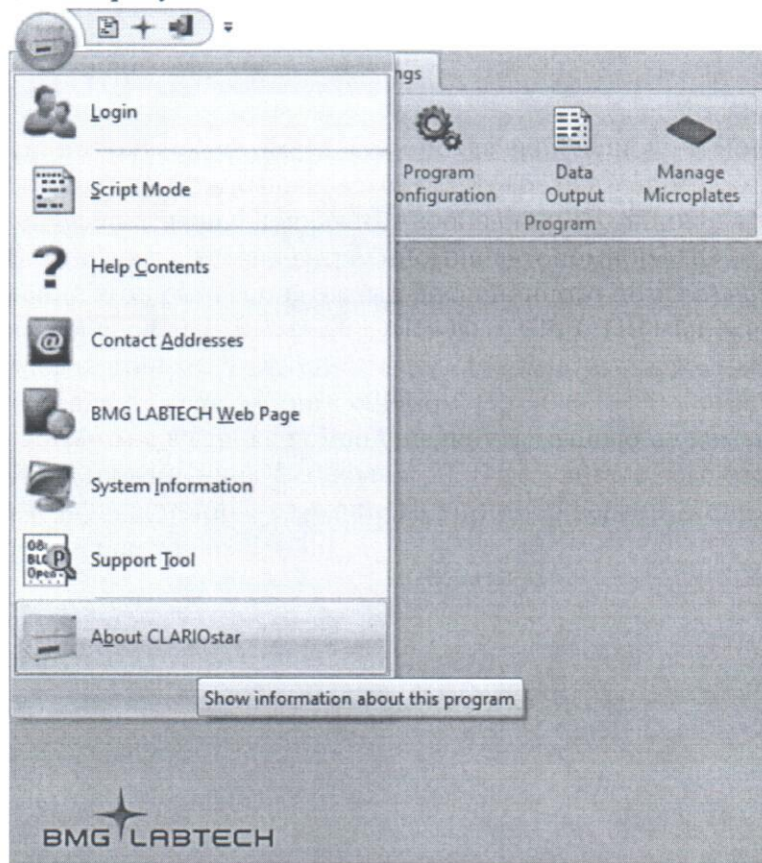 ngs
Login
Script Mode
Help Contents
Contact Addresses
BMG LABTECH Web Page
System Information
Support Tool
About CLARIOstar
Program
onfiguration
Data
Output
Manage
Microplates
Program
Show information about this program
BMG LABTECH